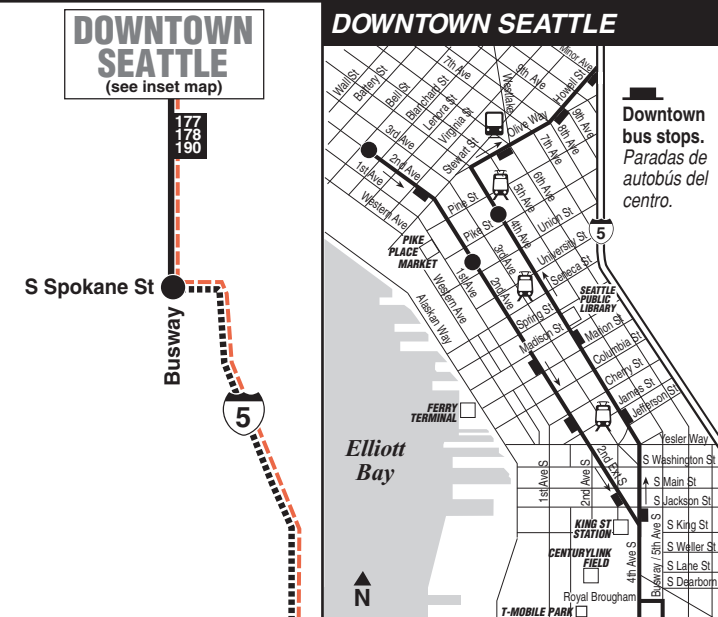 DOWNTOWN
SEATTLE
(see inset map)
177
178
190
S Spokane St
Busway
5
DOWNTOWN SEATTLE
Downtown
bus stops.
Paradas de
autobús del
centro.
Minor Ave
Howell St
9th Ave
9th Ave
8th Ave
7th Ave
7th Ave
Westlake
Olive Way
Wall St
Battery St
Bell St
Blanchard St
Lenora St
Virginia St
Stewart St
3rd Ave
2nd Ave
1st Ave
Western Ave
6th Ave
5th Ave
4th Ave
Pine St
Pike St
Union St
University St
Seneca St
5
PIKE
PLACE
MARKET
3rd Ave
2nd Ave
1st Ave
Western Ave
Alaskan Way
SEATTLE
PUBLIC
LIBRARY
Spring St
Madison St
Marion St
Columbia St
Cherry St
James St
Jefferson St
FERRY
TERMINAL
Elliott
Bay
Yesler Way
S Washington St
S Main St
S Jackson St
S King St
S Weller St
S Lane St
S Dearborn
1st Ave S
2nd Ave S
2nd Ext S
KING ST
STATION
CENTURYLINK
FIELD
4th Ave S
Busway / 5th Ave S
Royal Brougham
T-MOBILE PARK
N